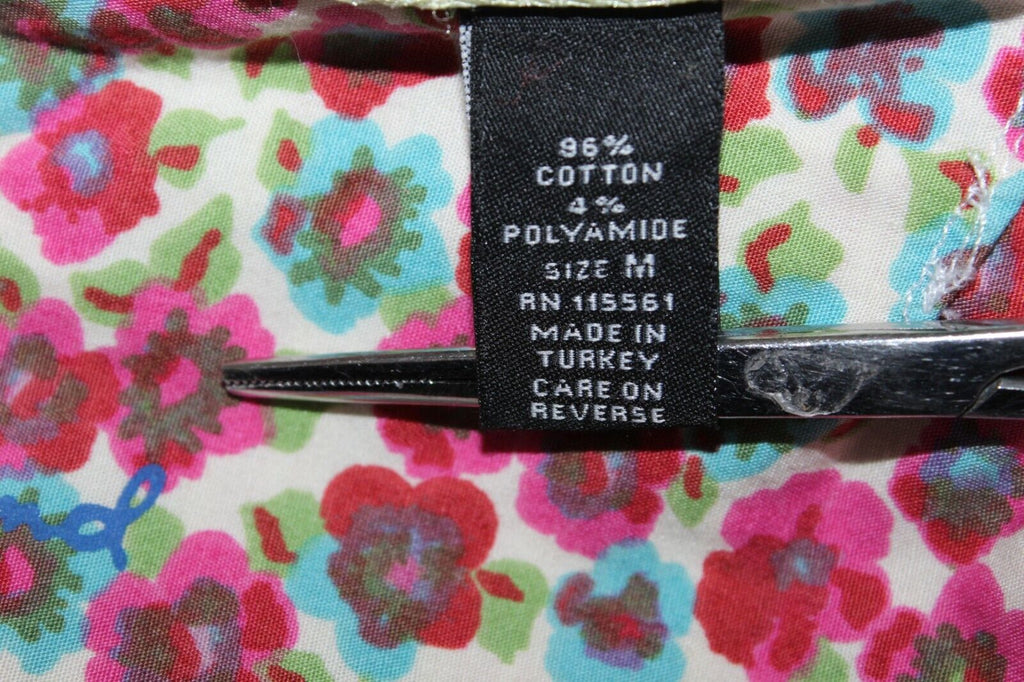 96%
COTTON
4%
POLYAMIDE
SIZE M
RN 115561
MADE IN
TURKEY
CARE ON
REVERSE